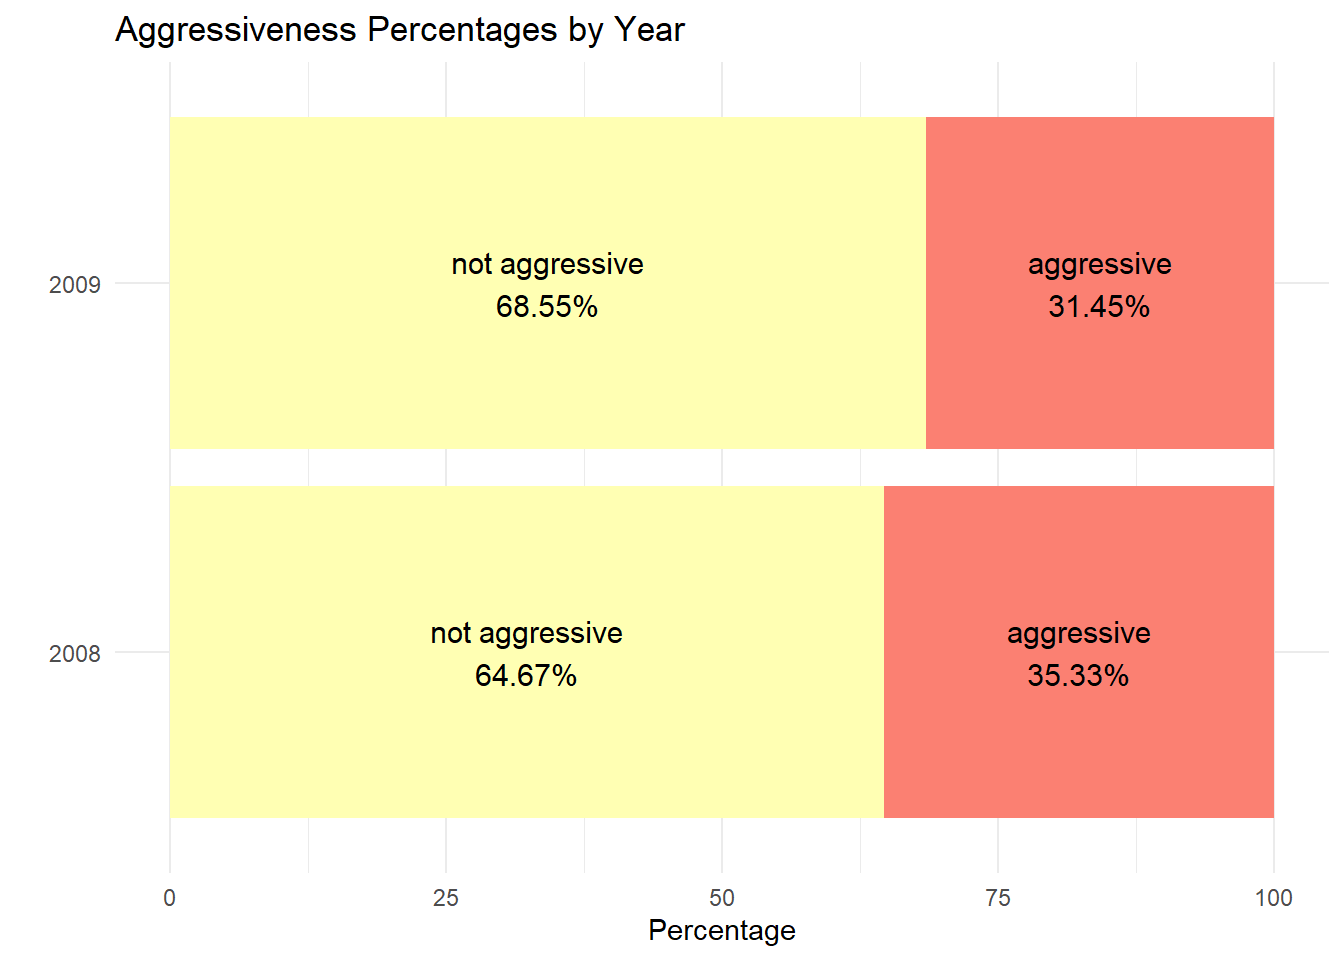 Aggressiveness Percentages by Year
2009
not aggressive
68.55%
aggressive
31.45%
2008
not aggressive
64.67%
aggressive
35.33%
0 25 50 75 100
Percentage